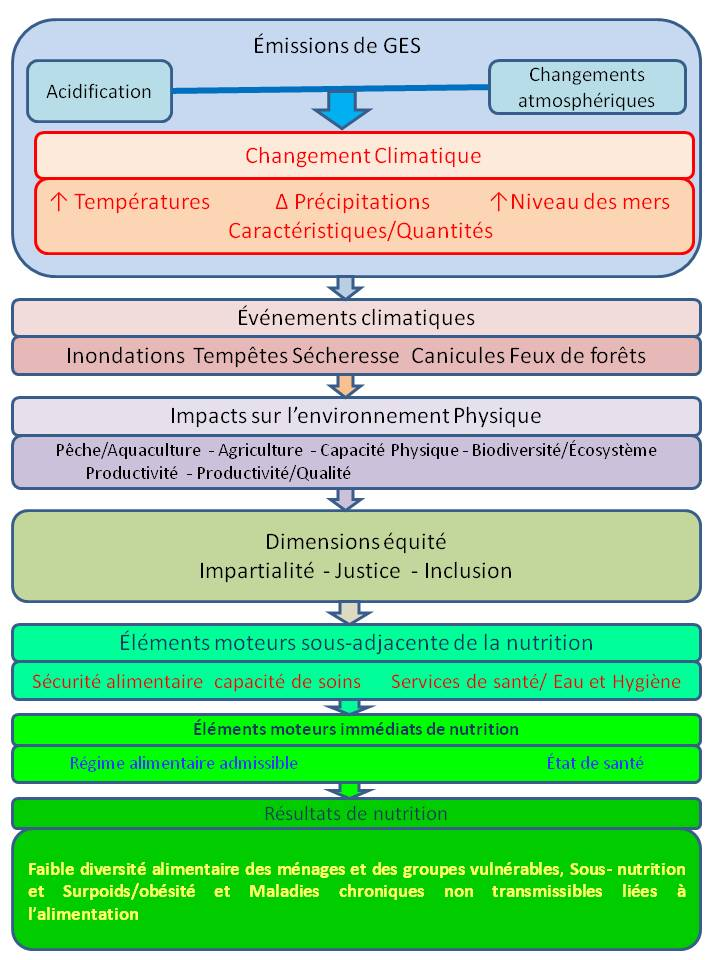 Émissions de GES
Acidification
Changements
atmosphériques
Changement Climatique
↑ Températures Δ Précipitations ↑Niveau des mers
Caractéristiques/Quantités
Événements climatiques
Inondations Tempêtes Sécheresse Canicules Feux de forêts
Impacts sur l'environnement Physique
Pêche/Aquaculture - Agriculture - Capacité Physique - Biodiversité/Écosystème
Productivité - Productivité/Qualité
Dimensions équité
Impartialité - Justice - Inclusion
Éléments moteurs sous-adjacente de la nutrition
Sécurité alimentaire capacité de soins Services de santé/ Eau et Hygiène
Éléments moteurs immédiats de nutrition
Régime alimentaire admissible État de santé
Résultats de nutrition
Faible diversité alimentaire des ménages et des groupes vulnérables, Sous- nutrition
et Surpoids/obésité et Maladies chroniques non transmissibles liées à
l'alimentation